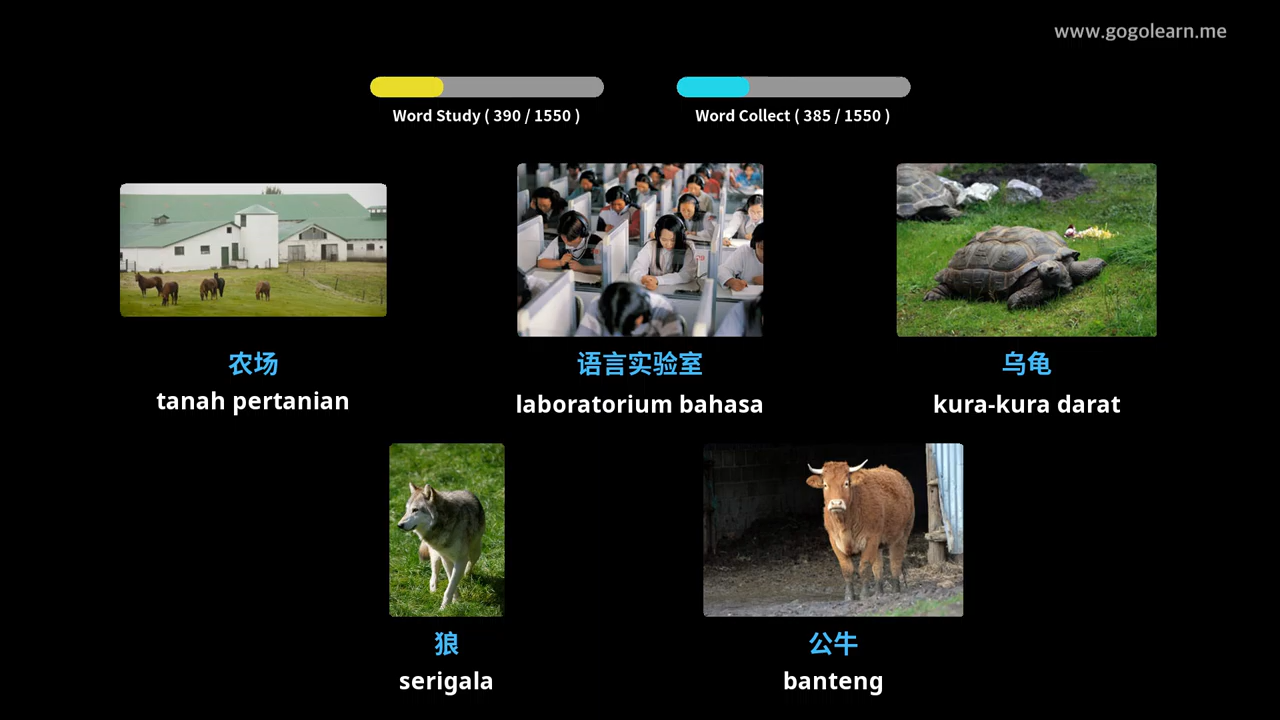 www.gogolearn.me
Word Study ( 390 / 1550 )
Word Collect ( 385 / 1550 )
农场
语言实验室
乌龟
tanah pertanian
laboratorium bahasa
kura-kura darat
狼
公牛
serigala
banteng